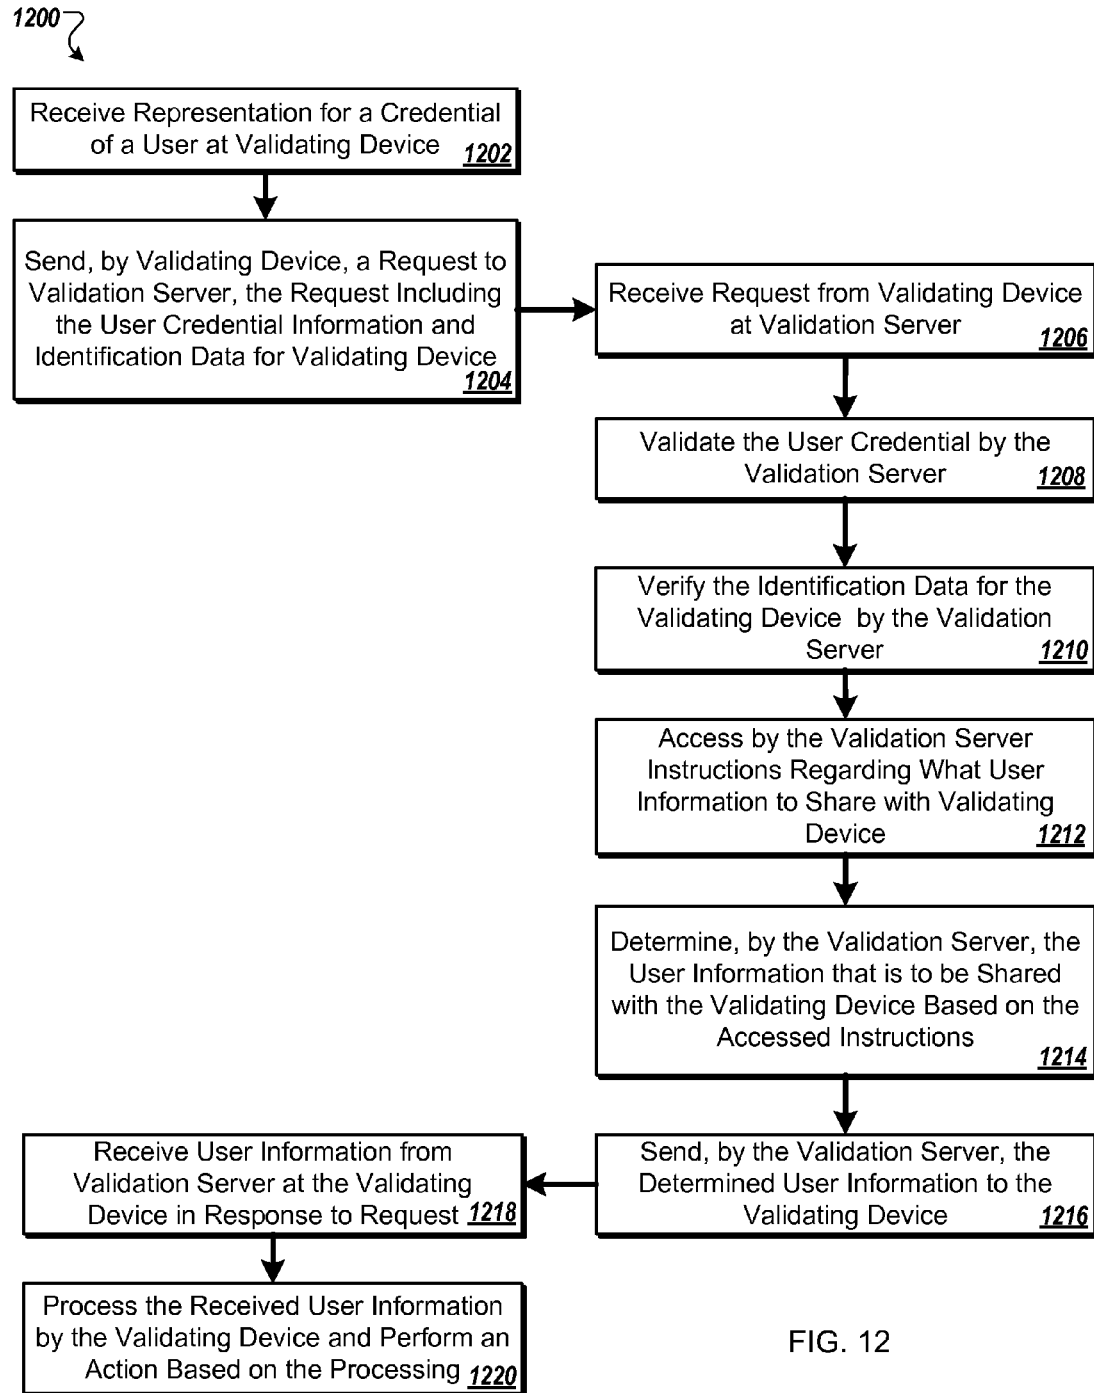 1200
Receive Representation for a Credential
of a User at Validating Device 1202
Send, by Validating Device, a Request to
Validation Server, the Request Including
the User Credential Information and
Identification Data for Validating Device
1204
Receive Request from Validating Device
at Validation Server
1206
Validate the User Credential by the
Validation Server
1208
Verify the Identification Data for the
Validating Device by the Validation
Server
1210
Access by the Validation Server
Instructions Regarding What User
Information to Share with Validating
Device
1212
Determine, by the Validation Server, the
User Information that is to be Shared
with the Validating Device Based on the
Accessed Instructions
1214
Send, by the Validation Server, the
Determined User Information to the
Validating Device
1216
Receive User Information from
Validation Server at the Validating
Device in Response to Request 1218
Process the Received User Information
by the Validating Device and Perform an
Action Based on the Processing 1220
FIG. 12